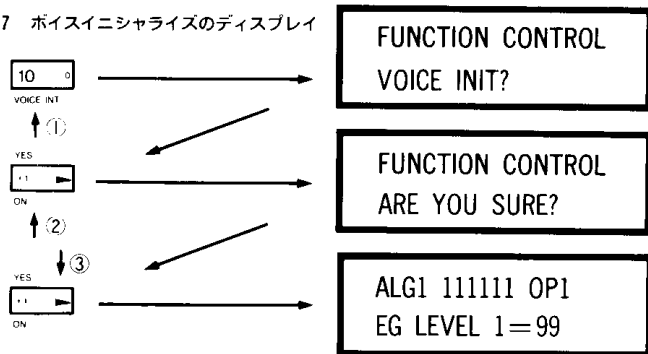 7 ボイスイニシャライズのディスプレイ
10 0
VOICE INT
①
FUNCTION CONTROL
VOICE INIT?
YES
+1
ON
②
FUNCTION CONTROL
ARE YOU SURE?
③
YES
ON
ALG1 111111 OP1
EG LEVEL 1=99